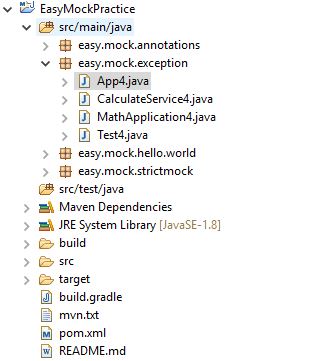 EasyMockPractice
src/main/java
easy.mock.annotations
easy.mock.exception
App4.java
CalculateService4.java
MathApplication4.java
Test4.java
easy.mock.hello.world
easy.mock.strictmock
src/test/java
Maven Dependencies
JRE System Library [JavaSE-1.8]
build
src
target
build.gradle
mvn.txt
pom.xml
README.md